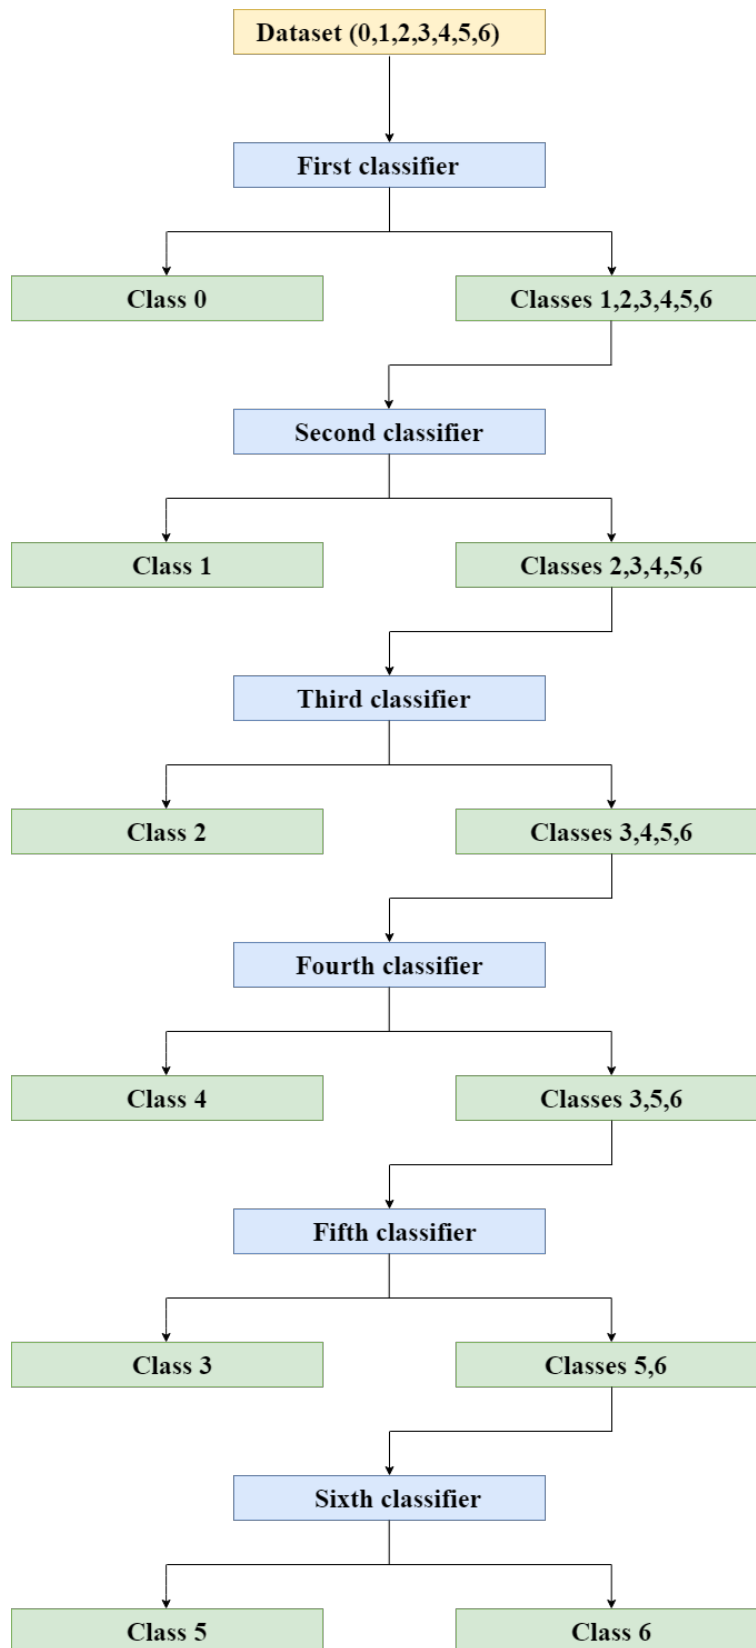 Dataset (0,1,2,3,4,5,6)
First classifier
Class 0
Classes 1,2,3,4,5,6
Second classifier
Class 1
Classes 2,3,4,5,6
Third classifier
Class 2
Classes 3,4,5,6
Fourth classifier
Class 4
Classes 3,5,6
Fifth classifier
Class 3
Classes 5,6
Sixth classifier
Class 5
Class 6